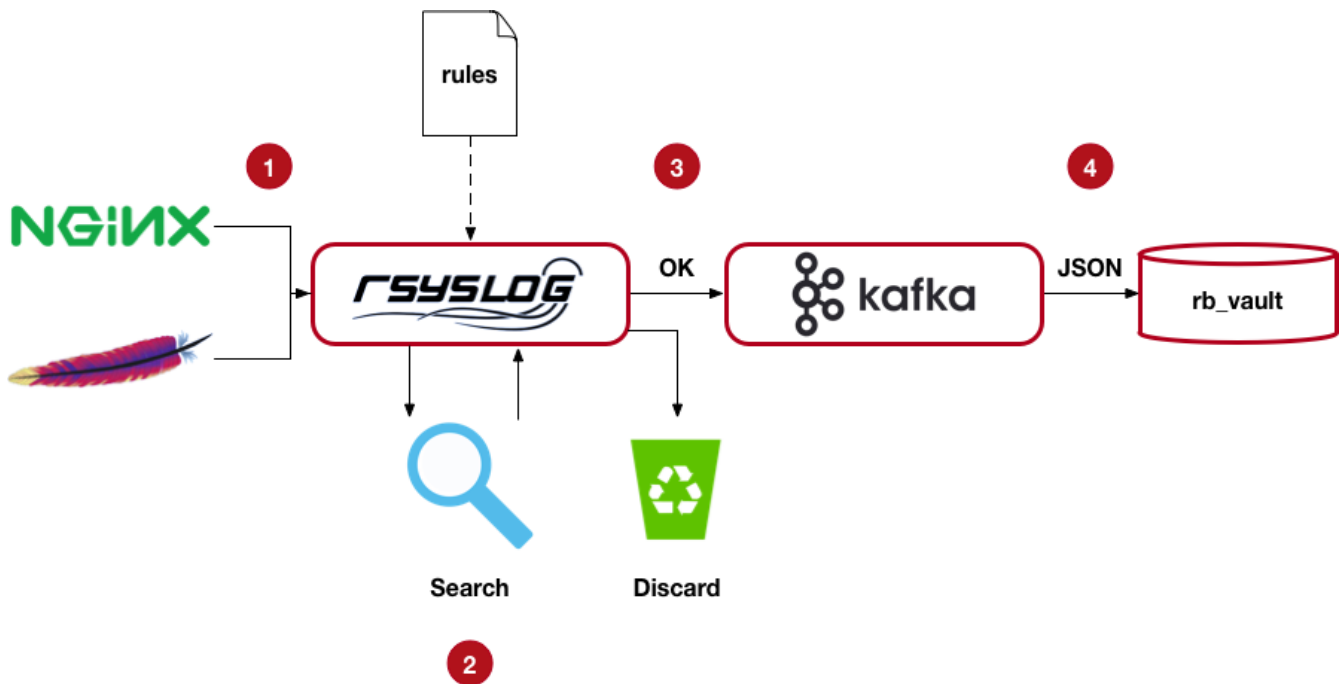 rules
1
3
4
NGiNX
rsyslog
OK
kafka
JSON
rb_vault
Search
Discard
2